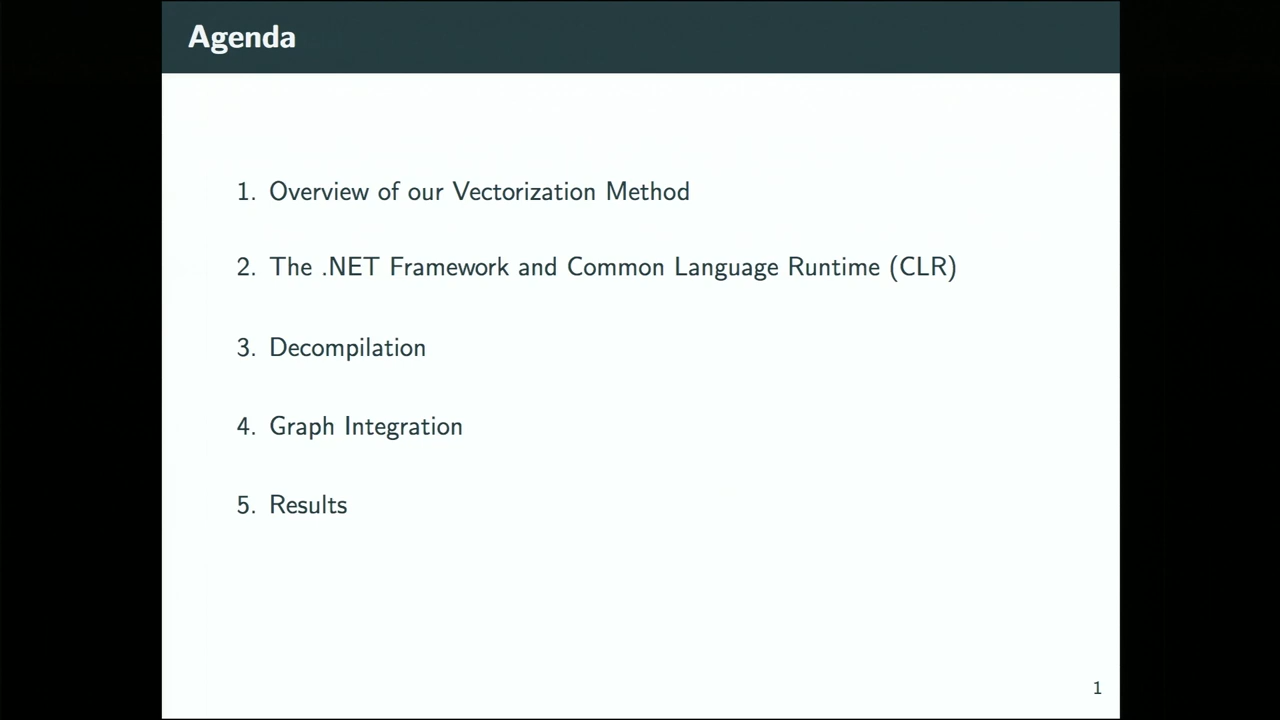 Agenda
1. Overview of our Vectorization Method
2. The .NET Framework and Common Language Runtime (CLR)
3. Decompilation
4. Graph Integration
5. Results
1